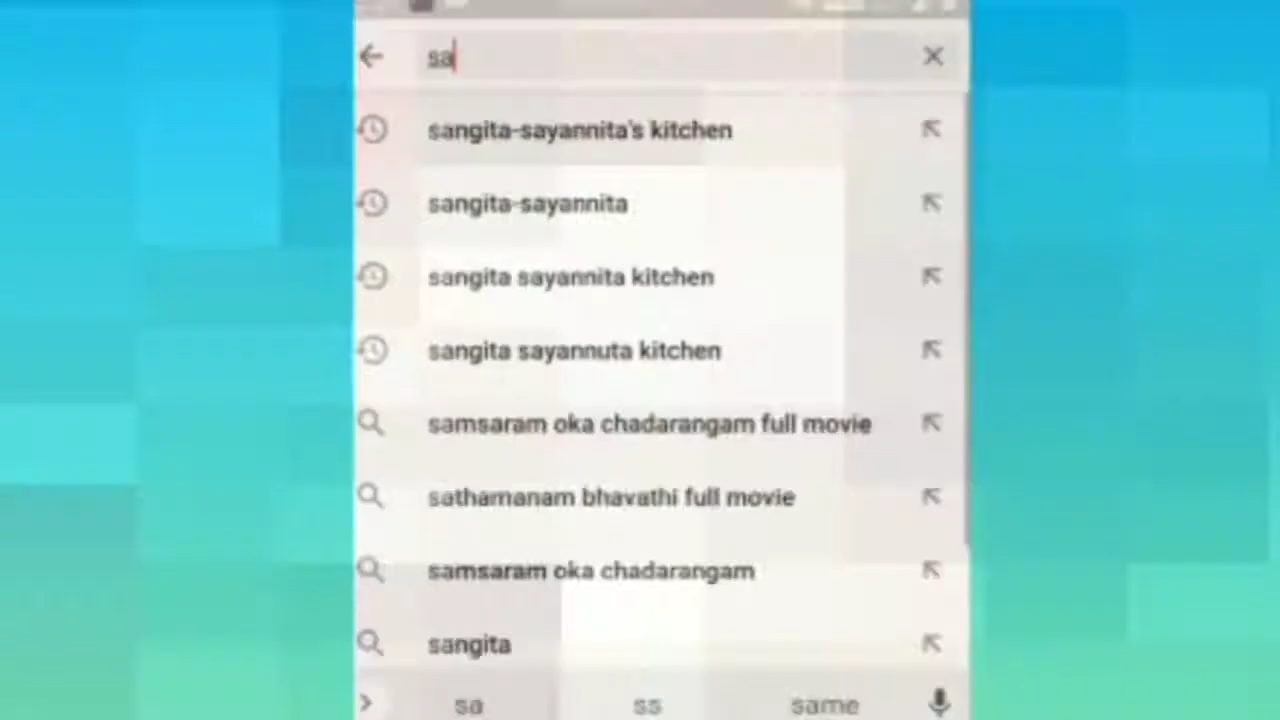 sa
sangita-sayannita's kitchen
sangita-sayannita
sangita sayannita kitchen
sangita sayannuta kitchen
samsaram oka chadarangam full movie
sathamanam bhavathi full movie
samsaram oka chadarangam
sangita
sa ss same